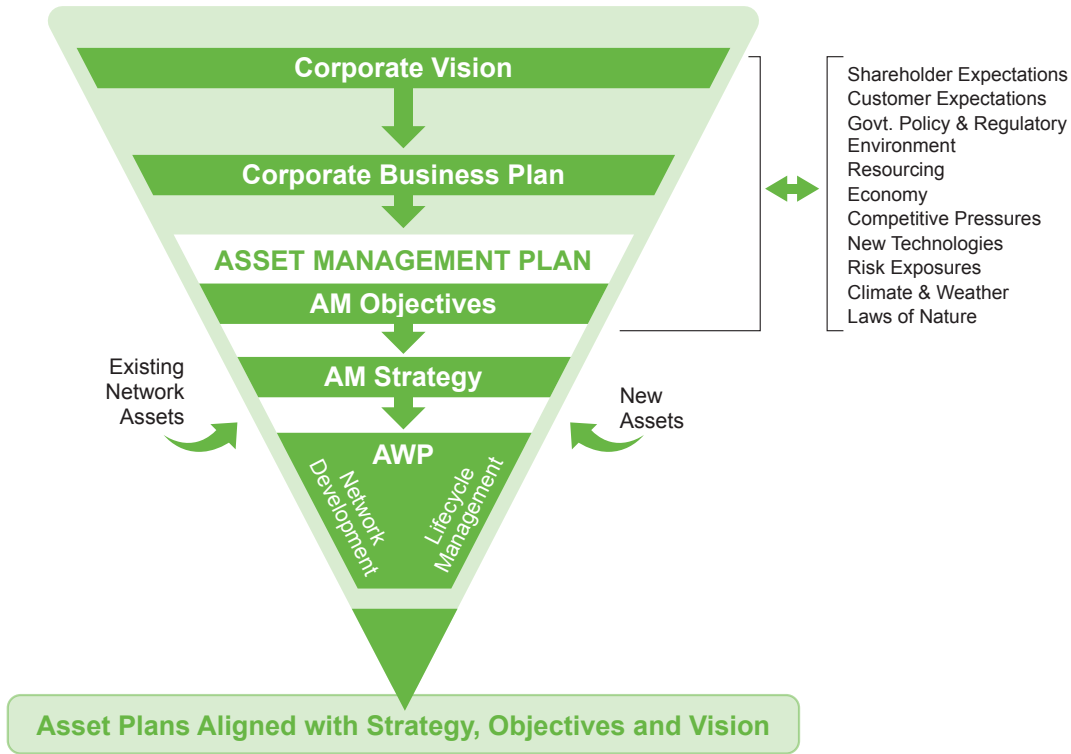 Corporate Vision
Corporate Business Plan
ASSET MANAGEMENT PLAN
AM Objectives
AM Strategy
AWP
Network
Development
Lifecycle
Management
Existing
Network
Assets
New
Assets
Shareholder Expectations
Customer Expectations
Govt. Policy & Regulatory
Environment
Resourcing
Economy
Competitive Pressures
New Technologies
Risk Exposures
Climate & Weather
Laws of Nature
Asset Plans Aligned with Strategy, Objectives and Vision